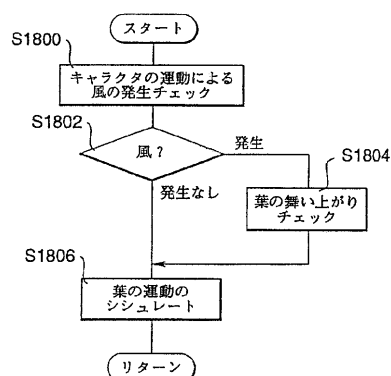 スタート
S1800
キャラクタの運動による
風の発生チェック
S1802
風?
発生
S1804
発生なし
葉の舞い上がり
チェック
S1806
葉の運動の
シシュレート
リターン